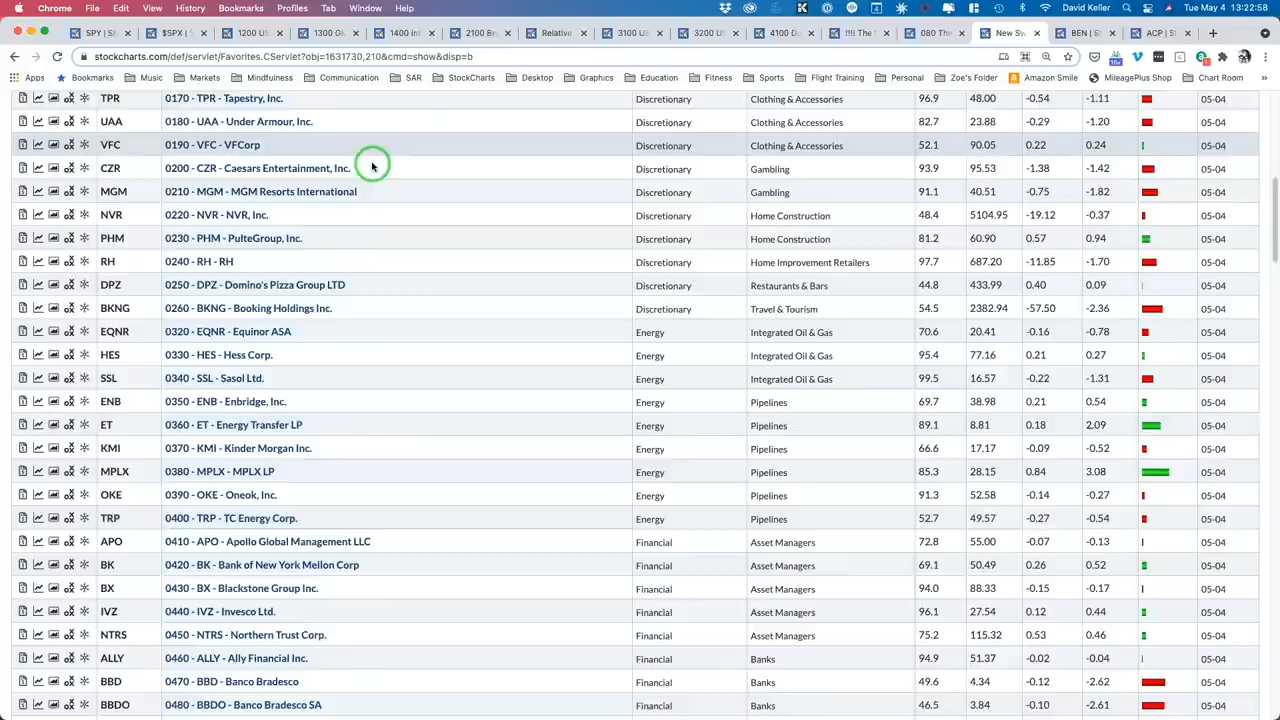 Chrome File Edit View History Bookmarks Profiles Tab Window Help David Keller Tue May 4 13:22:58
SPY | S $SPX | S 1200 US 1300 G 1400 in 2100 B Relative 3100 US 3200 US 4100 D !!!! The S 080 The New Sw BEN | S ACP | S
stockcharts.com/def/servlet/Favorites.CServlet?obj=1631730,210&cmd=show&disp=b
Apps Bookmarks Music Markets Mindfulness Communication SAR StockCharts Desktop Graphics Education Fitness Sports Flight Training Personal Zoe's Folder Amazon Smile MileagePlus Shop Chart Room »
TPR 0170 - TPR - Tapestry, Inc. Discretionary Clothing & Accessories 96.9 48.00 -0.54 -1.11 05-04
UAA 0180 - UAA - Under Armour, Inc. Discretionary Clothing & Accessories 82.7 23.88 -0.29 -1.20 05-04
VFC 0190 - VFC - VFCorp Discretionary Clothing & Accessories 52.1 90.05 0.22 0.24 05-04
CZR 0200 - CZR - Caesars Entertainment, Inc. Discretionary Gambling 93.9 95.53 -1.38 -1.42 05-04
MGM 0210 - MGM - MGM Resorts International Discretionary Gambling 91.1 40.51 -0.75 -1.82 05-04
NVR 0220 - NVR - NVR, Inc. Discretionary Home Construction 48.4 5104.95 -19.12 -0.37 05-04
PHM 0230 - PHM - PulteGroup, Inc. Discretionary Home Construction 81.2 60.90 0.57 0.94 05-04
RH 0240 - RH - RH Discretionary Home Improvement Retailers 97.7 687.20 -11.85 -1.70 05-04
DPZ 0250 - DPZ - Domino's Pizza Group LTD Discretionary Restaurants & Bars 44.8 433.99 0.40 0.09 05-04
BKNG 0260 - BKNG - Booking Holdings Inc. Discretionary Travel & Tourism 54.5 2382.94 -57.50 -2.36 05-04
EQNR 0320 - EQNR - Equinor ASA Energy Integrated Oil & Gas 70.6 20.41 -0.16 -0.78 05-04
HES 0330 - HES - Hess Corp. Energy Integrated Oil & Gas 95.4 77.16 0.21 0.27 05-04
SSL 0340 - SSL - Sasol Ltd. Energy Integrated Oil & Gas 99.5 16.57 -0.22 -1.31 05-04
ENB 0350 - ENB - Enbridge, Inc. Energy Pipelines 69.7 38.98 0.21 0.54 05-04
ET 0360 - ET - Energy Transfer LP Energy Pipelines 89.1 8.81 0.18 2.09 05-04
KMI 0370 - KMI - Kinder Morgan Inc. Energy Pipelines 66.6 17.17 -0.09 -0.52 05-04
MPLX 0380 - MPLX - MPLX LP Energy Pipelines 85.3 28.15 0.84 3.08 05-04
OKE 0390 - OKE - Oneok, Inc. Energy Pipelines 91.3 52.58 -0.14 -0.27 05-04
TRP 0400 - TRP - TC Energy Corp. Energy Pipelines 52.7 49.57 -0.27 -0.54 05-04
APO 0410 - APO - Apollo Global Management LLC Financial Asset Managers 72.8 55.00 -0.07 -0.13 05-04
BK 0420 - BK - Bank of New York Mellon Corp Financial Asset Managers 69.1 50.49 0.26 0.52 05-04
BX 0430 - BX - Blackstone Group Inc. Financial Asset Managers 94.0 88.33 -0.15 -0.17 05-04
IVZ 0440 - IVZ - Invesco Ltd. Financial Asset Managers 96.1 27.54 0.12 0.44 05-04
NTRS 0450 - NTRS - Northern Trust Corp. Financial Asset Managers 75.2 115.32 0.53 0.46 05-04
ALLY 0460 - ALLY - Ally Financial Inc. Financial Banks 94.9 51.37 -0.02 -0.04 05-04
BBD 0470 - BBD - Banco Bradesco Financial Banks 49.6 4.34 -0.12 -2.62 05-04
BBDO 0480 - BBDO - Banco Bradesco SA Financial Banks 46.5 3.84 -0.10 -2.61 05-04